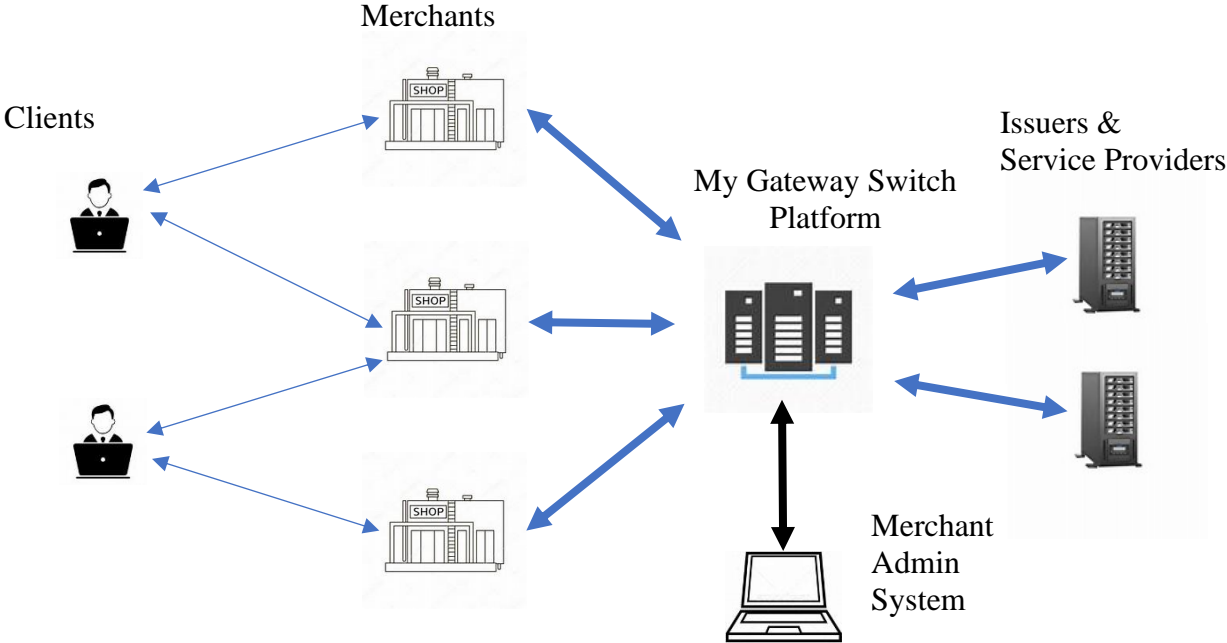 Merchants
SHOP
Clients
Issuers &
Service Providers
My Gateway Switch
Platform
SHOP
SHOP
Merchant
Admin
System